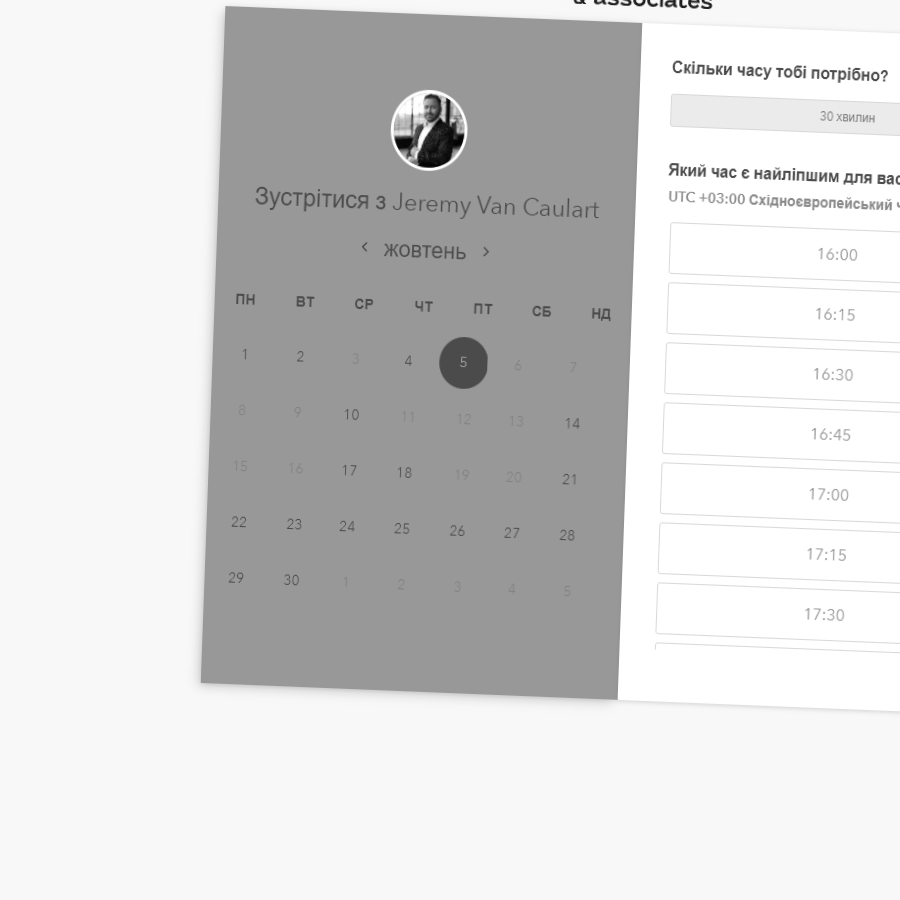 & associates
Зустрітися з Jeremy Van Caulart
жовтень
ПН ВТ СР ЧТ ПТ СБ НД
1 2 3 4 5 6 7
8 9 10 11 12 13 14
15 16 17 18 19 20 21
22 23 24 25 26 27 28
29 30 1 2 3 4 5
Скільки часу тобі потрібно?
30 хвилин
Який час є найліпшим для вас
UTC +03:00 Східноєвропейський ч
16:00
16:15
16:30
16:45
17:00
17:15
17:30